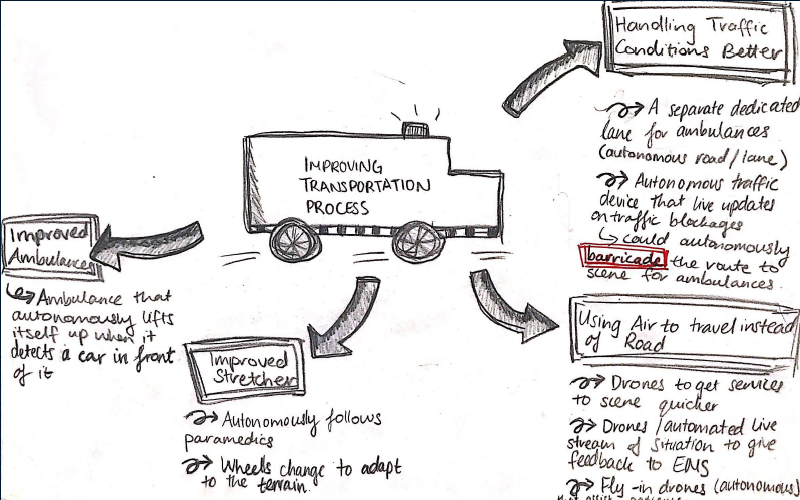 IMPROVING
TRANSPORTATION
PROCESS
Handling Traffic
Conditions Better
A separate dedicated
lane for ambulances
(autonomous road/lane)
Autonomous traffic
device that live updates
on traffic blockages
Could autonomously
barricade the route to
scene for ambulances.
Improved
Ambulances
Ambulance that
autonomously lifts
itself up when it
detects a car in front
of it
Improved
Stretcher
Autonomously follows
paramedics
Wheels change to adapt
to the terrain.
Using Air to travel instead
of Road
Drones to get services
to scene quicker
Drones/automated live
stream of situation to give
feedback to EMS
Fly-in drones (autonomous)
that assist